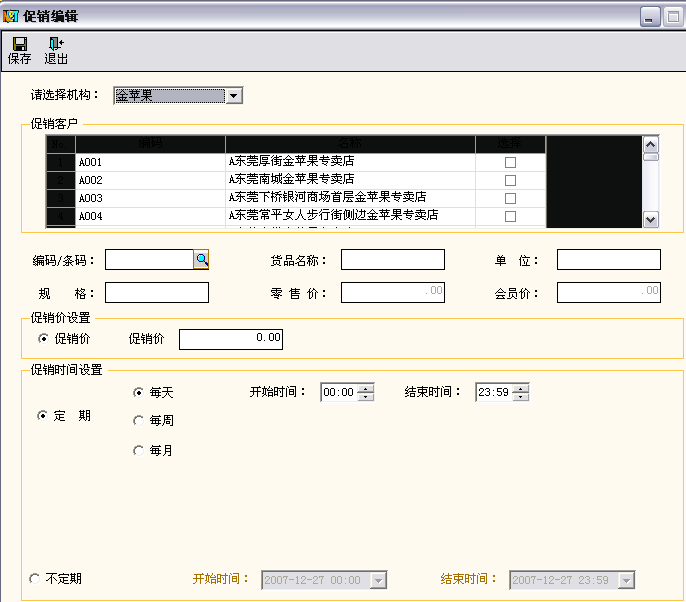 促销编辑
保存 退出
请选择机构： 金苹果
促销客户
No 编码 名称 选择
1 A001 A东莞厚街金苹果专卖店
2 A002 A东莞南城金苹果专卖店
3 A003 A东莞下桥银河商场首层金苹果专卖店
4 A004 A东莞常平女人步行街侧边金苹果专卖店
编码/条码： 货品名称： 单 位：
规 格： 零 售 价： .00 会员价： .00
促销价设置
促销价 促销价 0.00
促销时间设置
每天 开始时间： 00:00 结束时间： 23:59
定 期
每周
每月
不定期 开始时间： 2007-12-27 00:00 结束时间： 2007-12-27 23:59